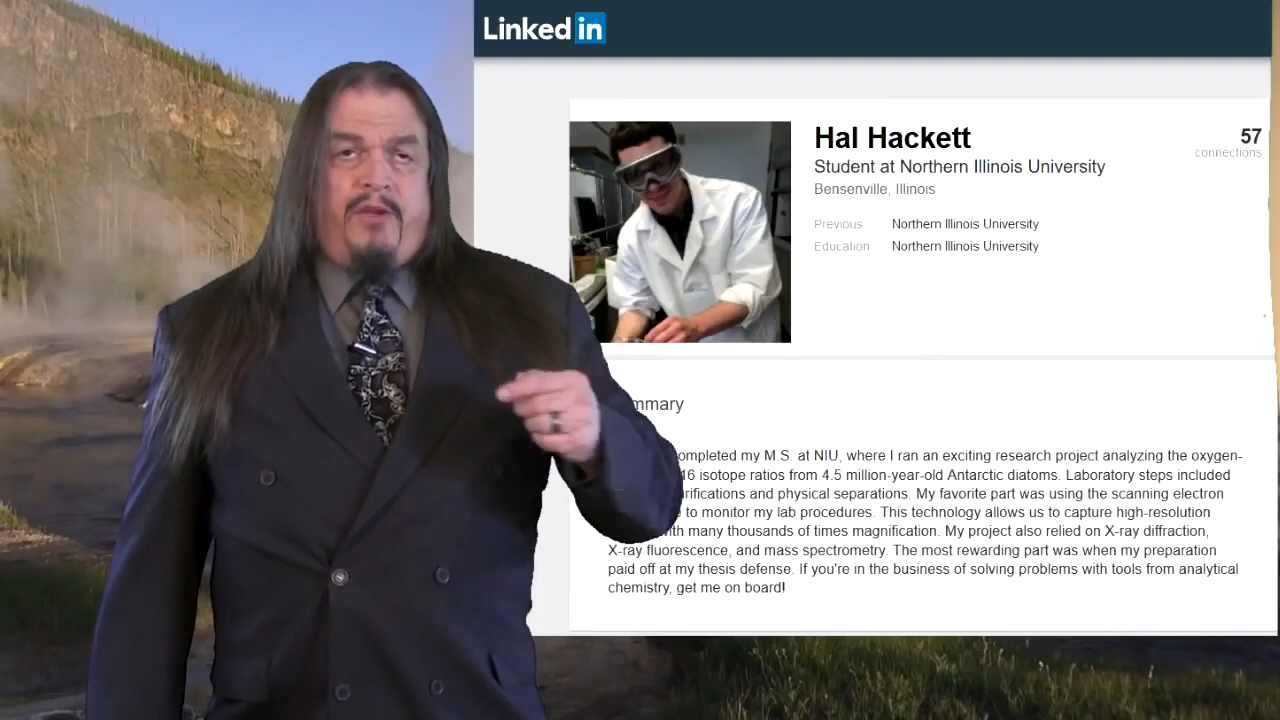 Linked in
Hal Hackett
57
connections
Student at Northern Illinois University
Bensenville, Illinois
Previous Northern Illinois University
Education Northern Illinois University
mmary
ompleted my M.S. at NIU, where I ran an exciting research project analyzing the oxygen-
16 isotope ratios from 4.5 million-year-old Antarctic diatoms. Laboratory steps included
rifications and physical separations. My favorite part was using the scanning electron
to monitor my lab procedures. This technology allows us to capture high-resolution
th many thousands of times magnification. My project also relied on X-ray diffraction,
X-ray fluorescence, and mass spectrometry. The most rewarding part was when my preparation
paid off at my thesis defense. If you're in the business of solving problems with tools from analytical
chemistry, get me on board!